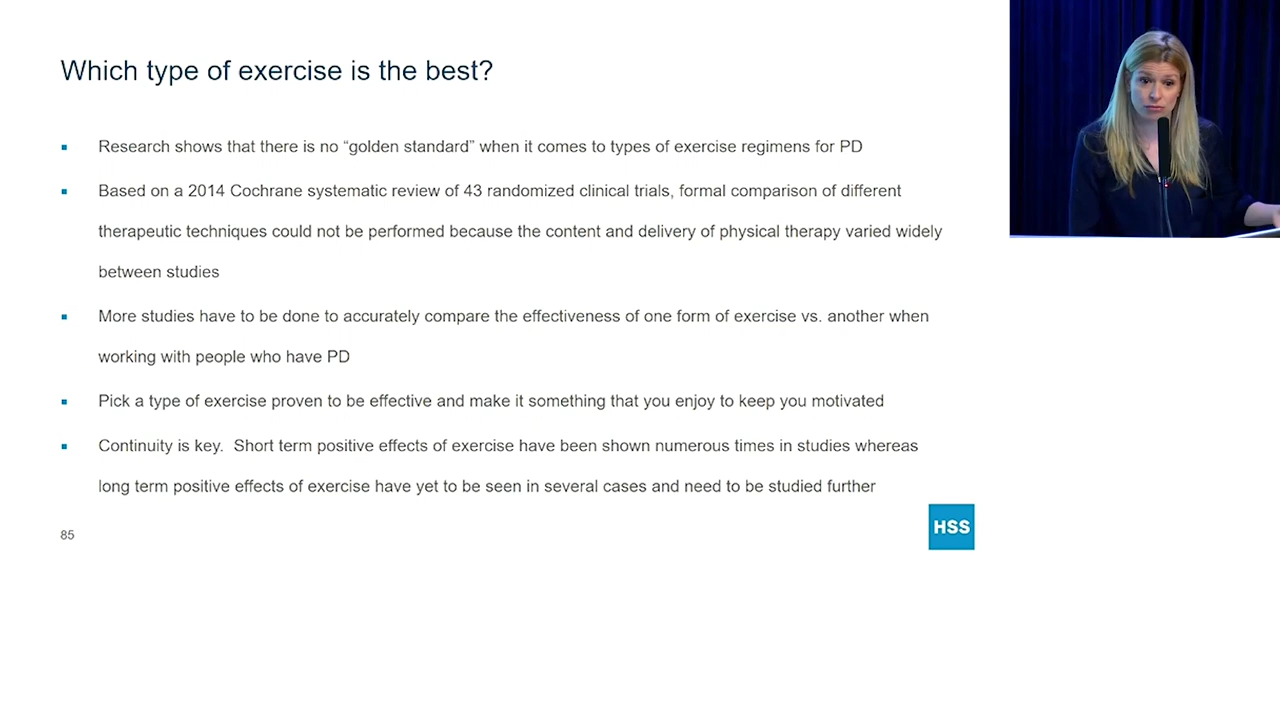 Which type of exercise is the best?
Research shows that there is no “golden standard” when it comes to types of exercise regimens for PD
Based on a 2014 Cochrane systematic review of 43 randomized clinical trials, formal comparison of different
therapeutic techniques could not be performed because the content and delivery of physical therapy varied widely
between studies
More studies have to be done to accurately compare the effectiveness of one form of exercise vs. another when
working with people who have PD
Pick a type of exercise proven to be effective and make it something that you enjoy to keep you motivated
Continuity is key.  Short term positive effects of exercise have been shown numerous times in studies whereas
long term positive effects of exercise have yet to be seen in several cases and need to be studied further
85
HSS